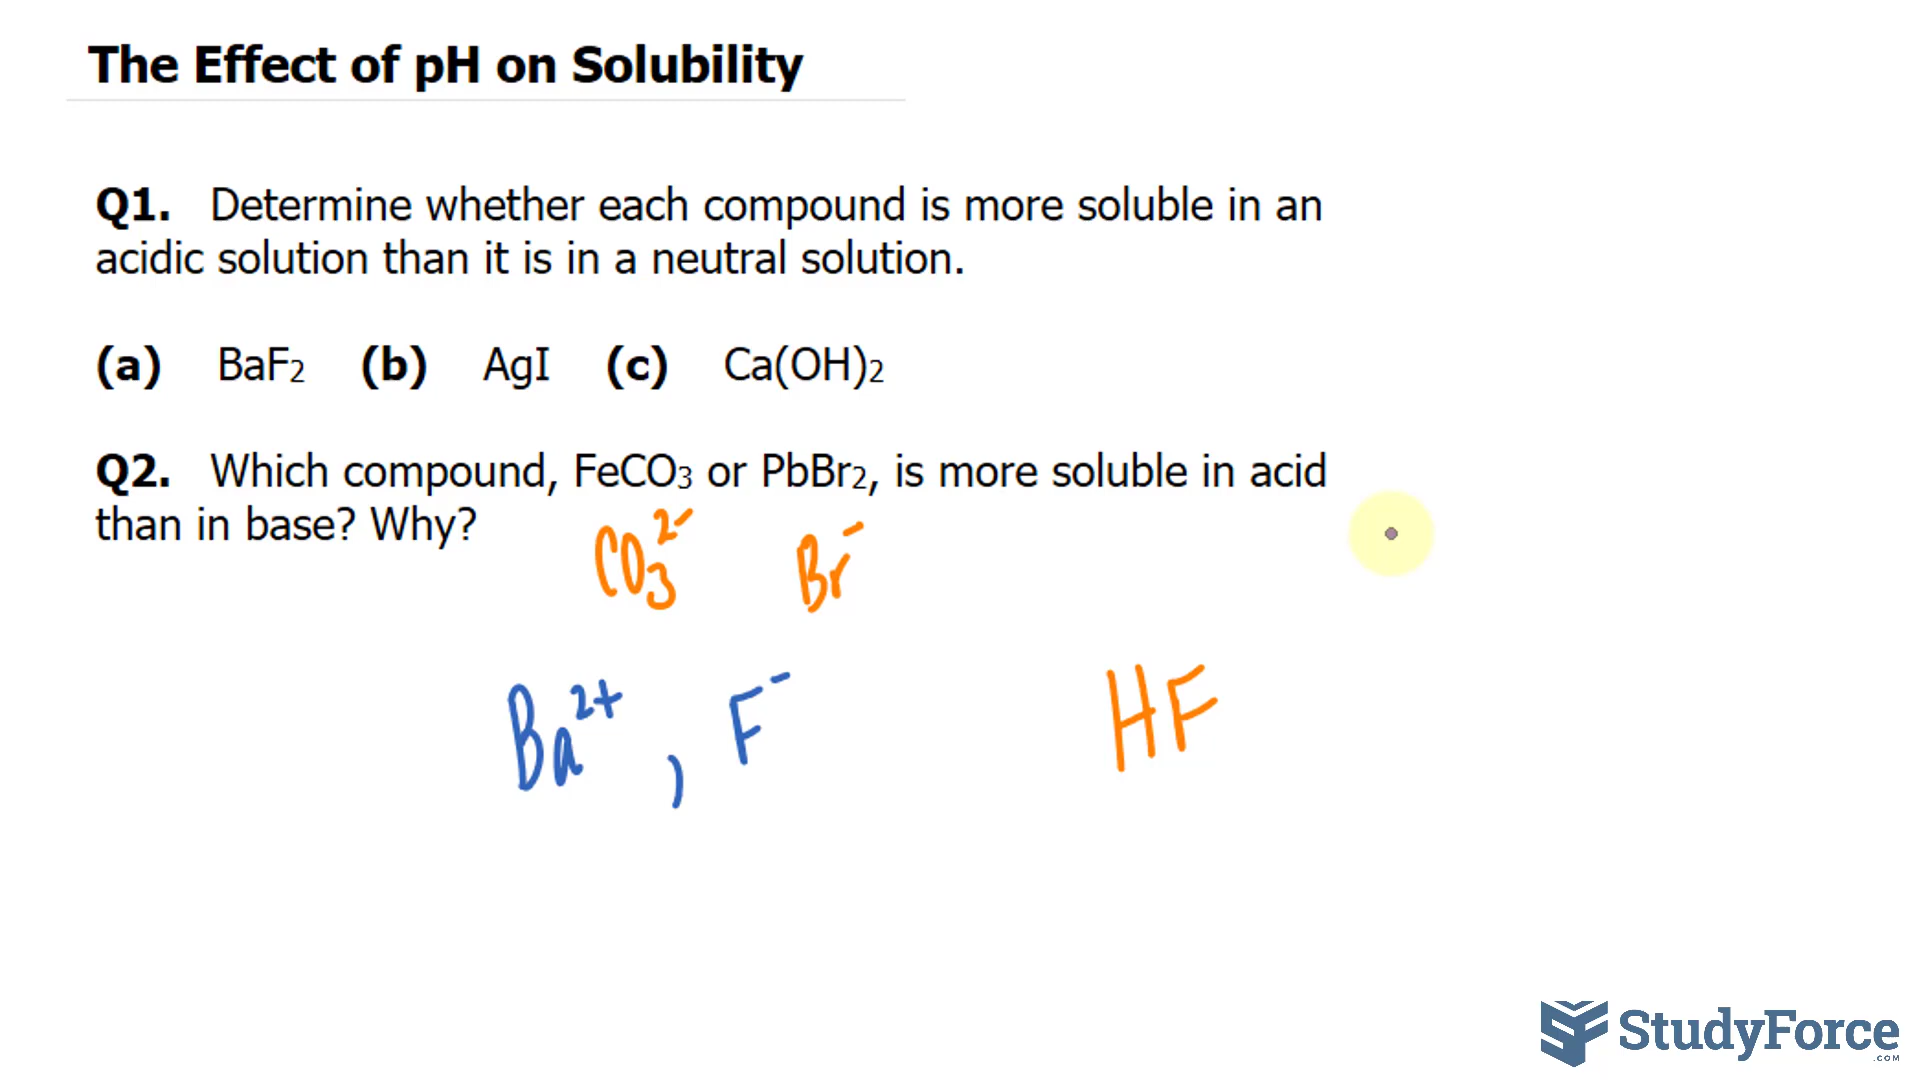 The Effect of pH on Solubility
Q1. Determine whether each compound is more soluble in an
acidic solution than it is in a neutral solution.
(a) BaF₂ (b) AgI (c) Ca(OH)₂
Q2. Which compound, FeCO₃ or PbBr₂, is more soluble in acid
than in base? Why?
CO₃²⁻ Br⁻
Ba²⁺, F⁻ HF
StudyForce
.COM